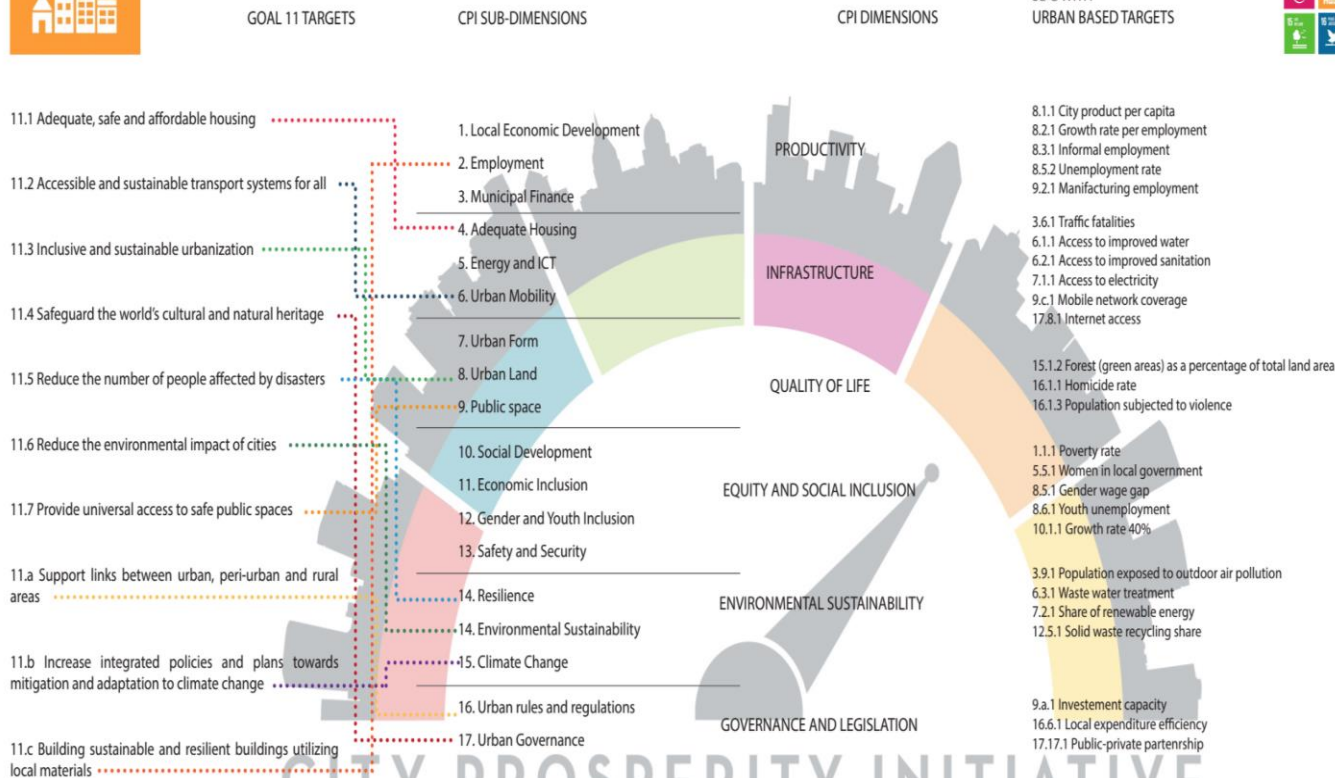 GOAL 11 TARGETS
CPI SUB-DIMENSIONS
CPI DIMENSIONS
URBAN BASED TARGETS
11.1 Adequate, safe and affordable housing
11.2 Accessible and sustainable transport systems for all
11.3 Inclusive and sustainable urbanization
11.4 Safeguard the world's cultural and natural heritage
11.5 Reduce the number of people affected by disasters
11.6 Reduce the environmental impact of cities
11.7 Provide universal access to safe public spaces
11.a Support links between urban, peri-urban and rural
areas
11.b Increase integrated policies and plans towards
mitigation and adaptation to climate change
11.c Building sustainable and resilient buildings utilizing
local materials
1. Local Economic Development
2. Employment
3. Municipal Finance
4. Adequate Housing
5. Energy and ICT
6. Urban Mobility
7. Urban Form
8. Urban Land
9. Public space
10. Social Development
11. Economic Inclusion
12. Gender and Youth Inclusion
13. Safety and Security
14. Resilience
14. Environmental Sustainability
15. Climate Change
16. Urban rules and regulations
17. Urban Governance
PRODUCTIVITY
INFRASTRUCTURE
QUALITY OF LIFE
EQUITY AND SOCIAL INCLUSION
ENVIRONMENTAL SUSTAINABILITY
GOVERNANCE AND LEGISLATION
8.1.1 City product per capita
8.2.1 Growth rate per employment
8.3.1 Informal employment
8.5.2 Unemployment rate
9.2.1 Manifacturing employment
3.6.1 Traffic fatalities
6.1.1 Access to improved water
6.2.1 Access to improved sanitation
7.1.1 Access to electricity
9.c.1 Mobile network coverage
17.8.1 Internet access
15.1.2 Forest (green areas) as a percentage of total land area
16.1.1 Homicide rate
16.1.3 Population subjected to violence
1.1.1 Poverty rate
5.5.1 Women in local government
8.5.1 Gender wage gap
8.6.1 Youth unemployment
10.1.1 Growth rate 40%
3.9.1 Population exposed to outdoor air pollution
6.3.1 Waste water treatment
7.2.1 Share of renewable energy
12.5.1 Solid waste recycling share
9.a.1 Investement capacity
16.6.1 Local expenditure efficiency
17.17.1 Public-private partenrship
CITY PROSPERITY INITIATIVE